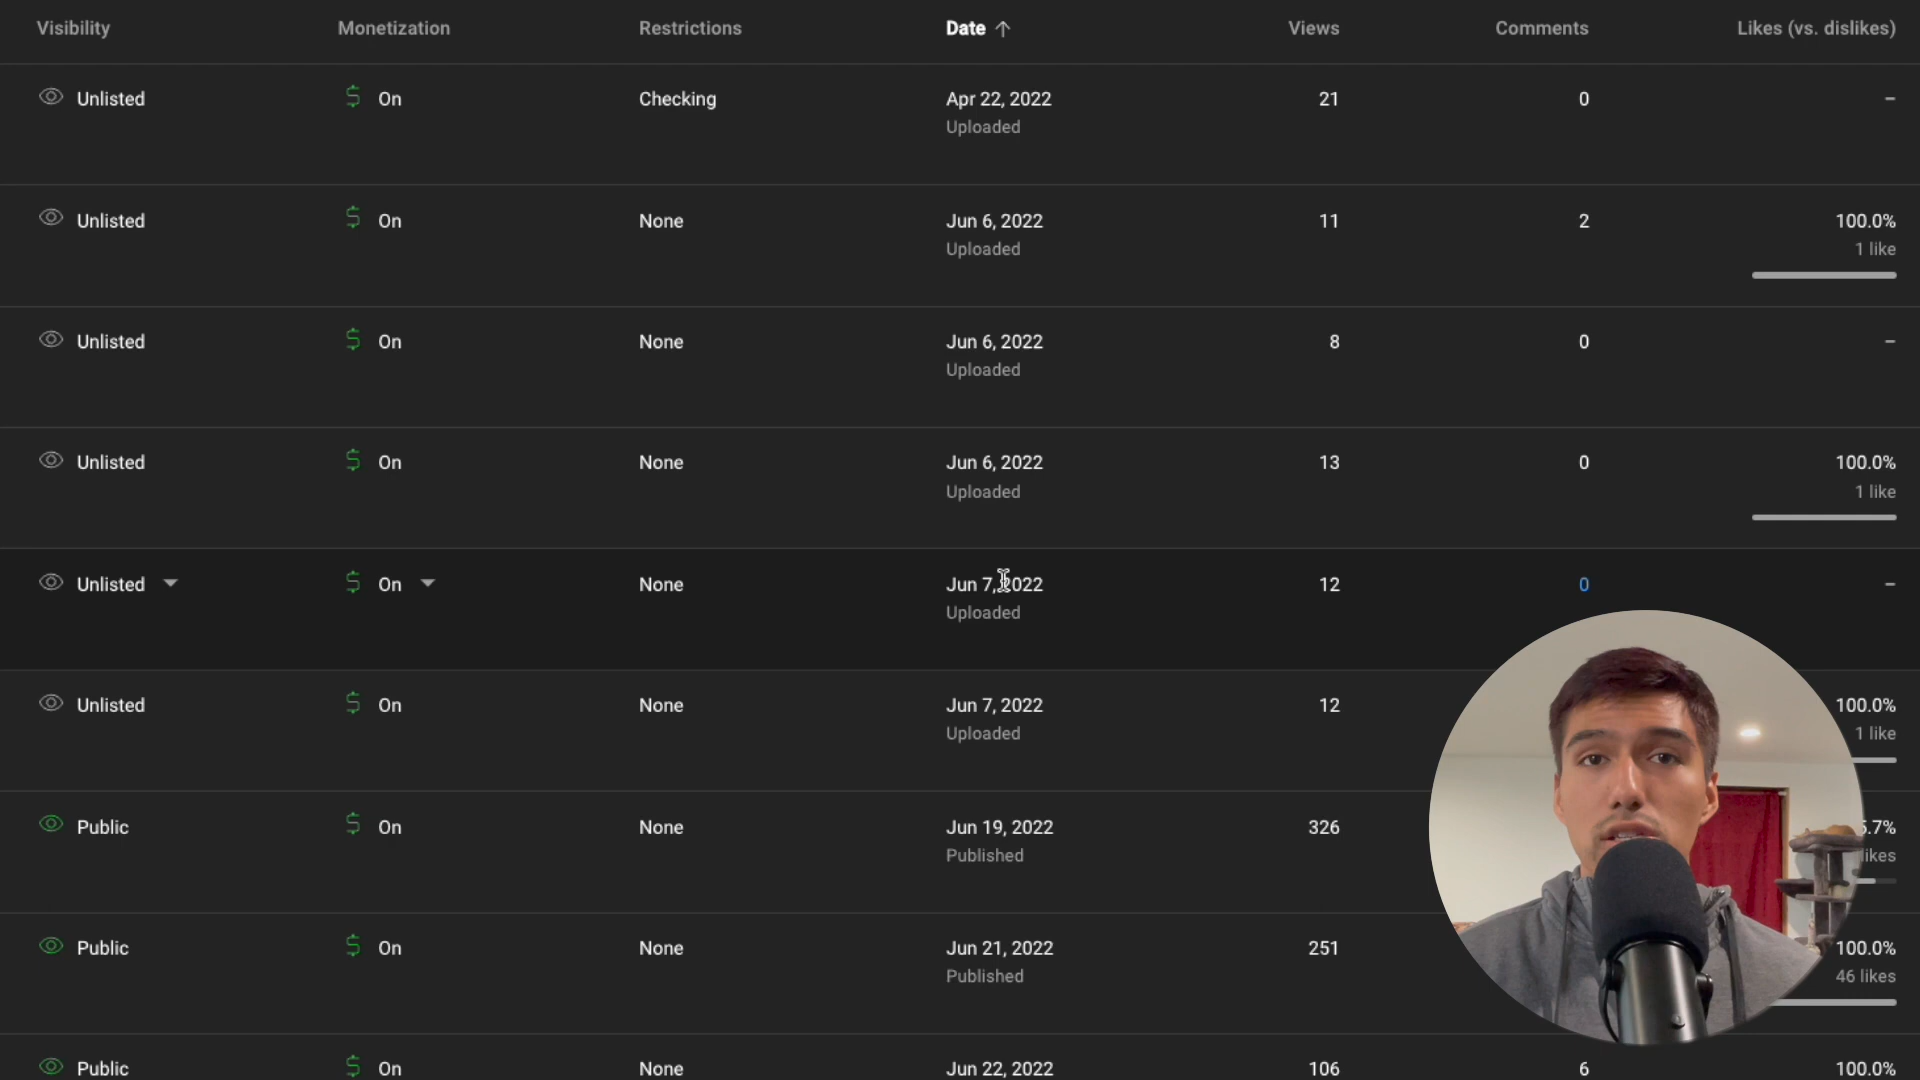 Visibility Monetization Restrictions Date Views Comments Likes (vs. dislikes)
Unlisted $ On Checking Apr 22, 2022 21 0 –
Uploaded
Unlisted $ On None Jun 6, 2022 11 2 100.0%
Uploaded 1 like
Unlisted $ On None Jun 6, 2022 8 0 –
Uploaded
Unlisted $ On None Jun 6, 2022 13 0 100.0%
Uploaded 1 like
Unlisted $ On None Jun 7, 2022 12 0 –
Uploaded
Unlisted $ On None Jun 7, 2022 12 100.0%
Uploaded 1 like
Public $ On None Jun 19, 2022 326 .7%
Published likes
Public $ On None Jun 21, 2022 251 100.0%
Published 46 likes
Public $ On None Jun 22, 2022 106 6 100.0%